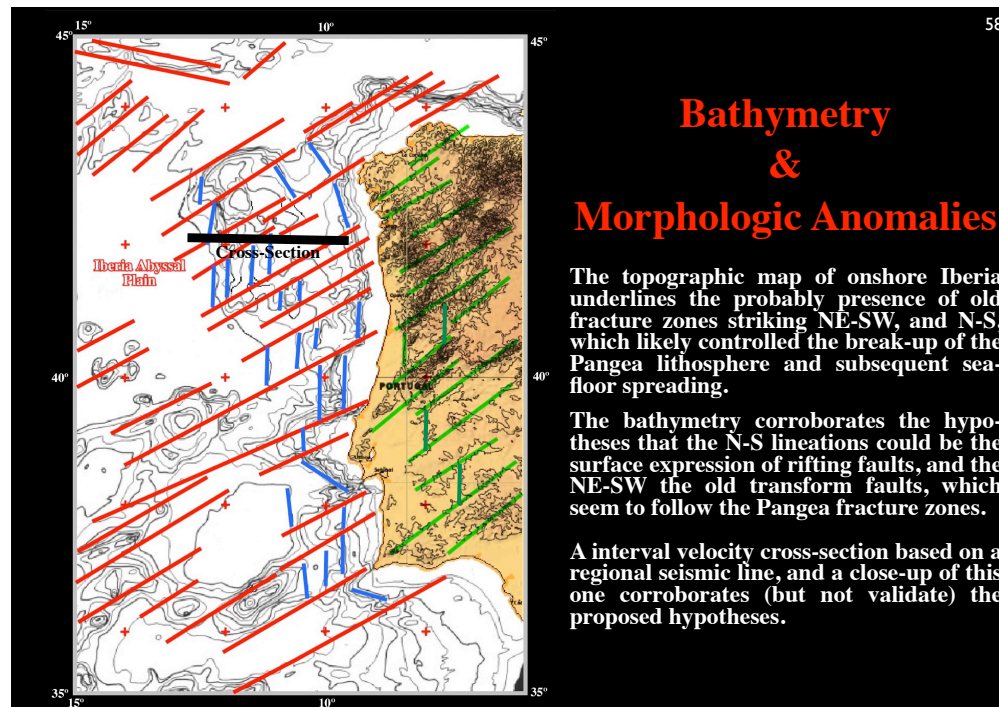 58
15º
10º
45º
45º
Bathymetry
&
Morphologic Anomalies
Cross-Section
Iberia Abyssal
Plain
The topographic map of onshore Iberia
underlines the probably presence of old
fracture zones striking NE-SW, and N-S,
which likely controlled the break-up of the
Pangea lithosphere and subsequent sea-
floor spreading.
40º
PORTUGAL
40º
The bathymetry corroborates the hypo-
theses that the N-S lineations could be the
surface expression of rifting faults, and the
NE-SW the old transform faults, which
seem to follow the Pangea fracture zones.
A interval velocity cross-section based on a
regional seismic line, and a close-up of this
one corroborates (but not validate) the
proposed hypotheses.
35º
35º
15º
10º